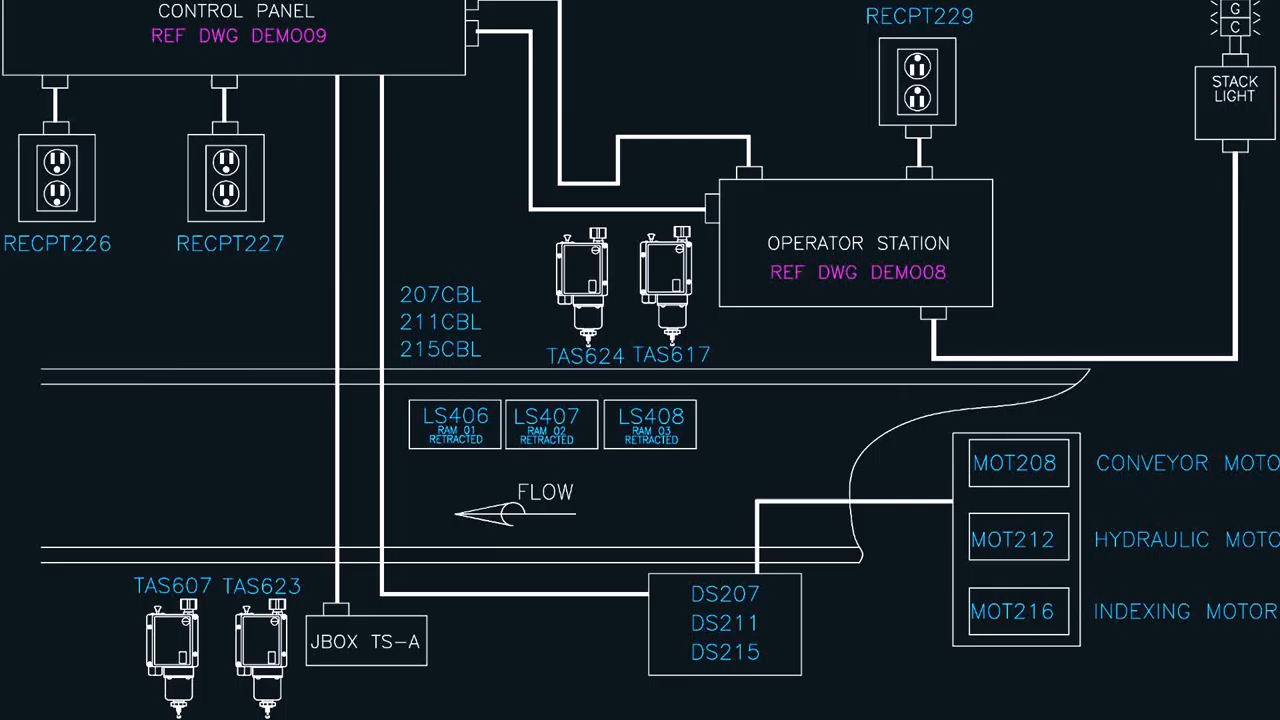 CONTROL PANEL
REF DWG DEMO09
RECPT229
G
C
STACK
LIGHT
RECPT226
RECPT227
OPERATOR STATION
REF DWG DEMO08
207CBL
211CBL
215CBL
TAS624
TAS617
LS406
RAM 01
RETRACTED
LS407
RAM 02
RETRACTED
LS408
RAM 03
RETRACTED
FLOW
MOT208
CONVEYOR MOTO
MOT212
HYDRAULIC MOTO
MOT216
INDEXING MOTOR
TAS607
TAS623
JBOX TS-A
DS207
DS211
DS215